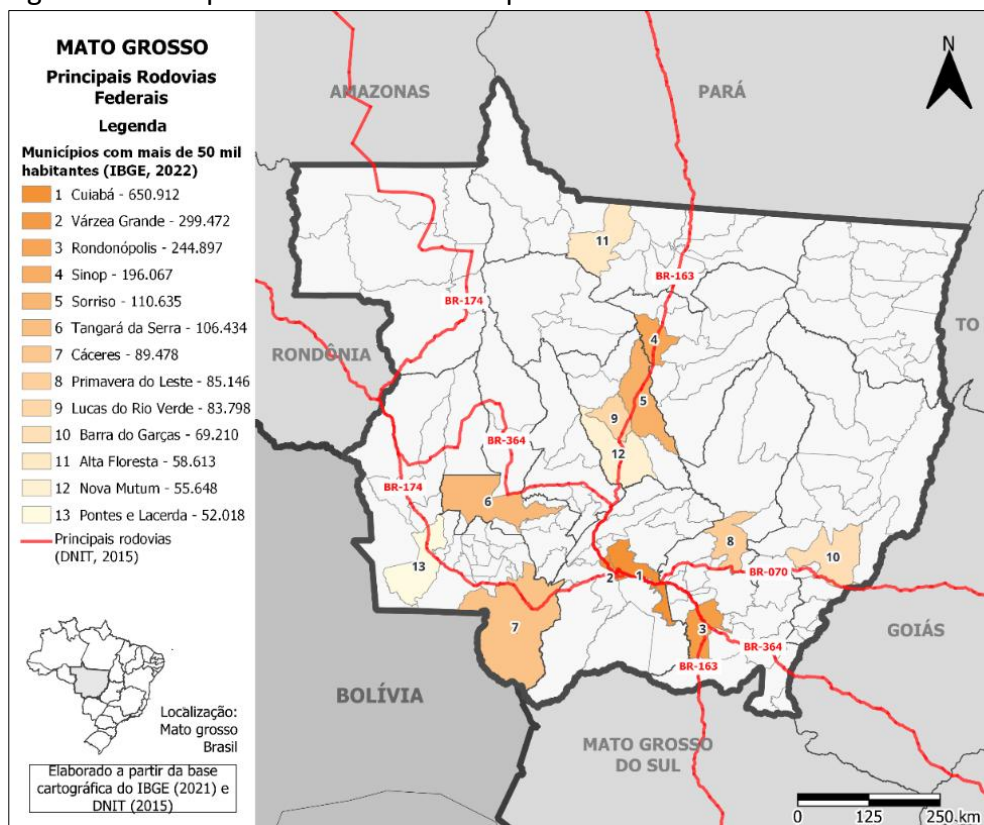 MATO GROSSO
Principais Rodovias
Federais
Legenda
Municípios com mais de 50 mil
habitantes (IBGE, 2022)
1 Cuiabá - 650.912
2 Várzea Grande - 299.472
3 Rondonópolis - 244.897
4 Sinop - 196.067
5 Sorriso - 110.635
6 Tangará da Serra - 106.434
7 Cáceres - 89.478
8 Primavera do Leste - 85.146
9 Lucas do Rio Verde - 83.798
10 Barra do Garças - 69.210
11 Alta Floresta - 58.613
12 Nova Mutum - 55.648
13 Pontes e Lacerda - 52.018
Principais rodovias
(DNIT, 2015)
Localização:
Mato grosso
Brasil
Elaborado a partir da base
cartográfica do IBGE (2021) e
DNIT (2015)
AMAZONAS
PARÁ
N
11
BR-163
BR-174
TO
RONDÔNIA
4
5
9
BR-364
12
BR-174
6
8
10
13
2
1
BR-070
7
3
GOIÁS
BR-364
BR-163
BOLÍVIA
MATO GROSSO
DO SUL
0
125
250 km